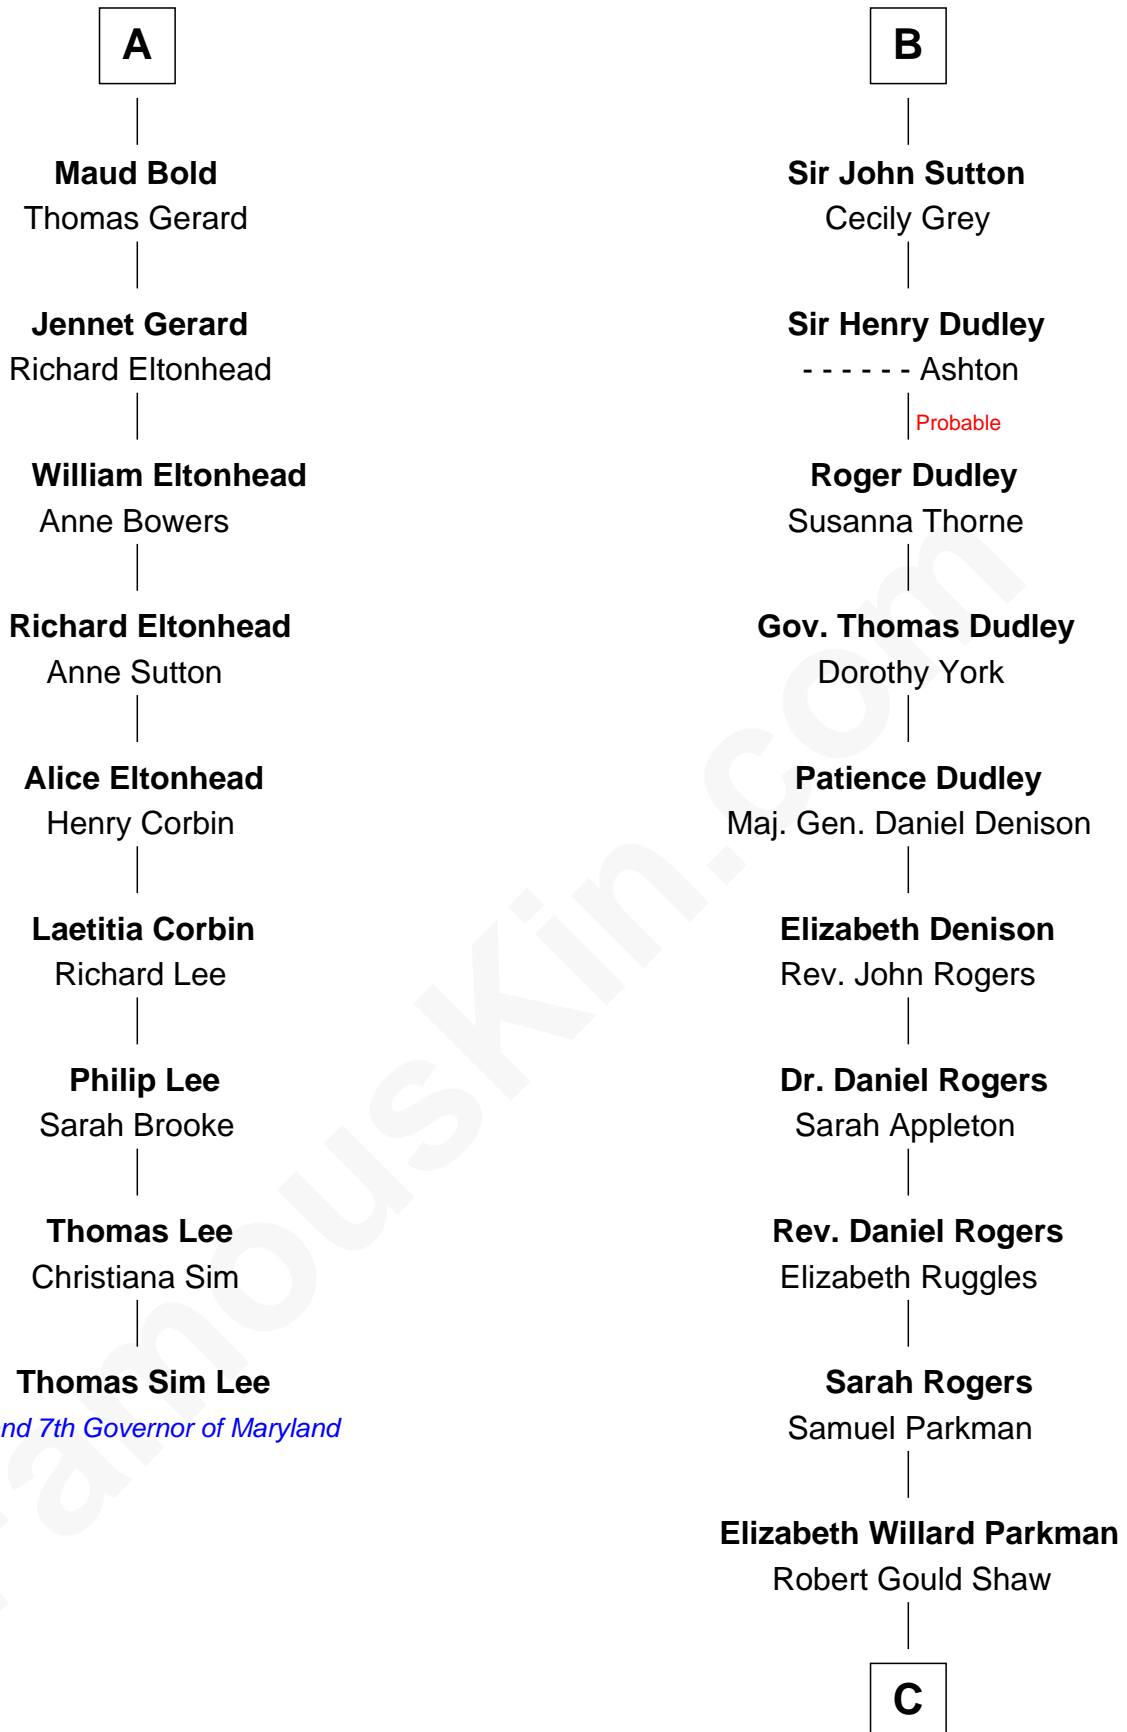 A
Maud Bold
Thomas Gerard
Jennet Gerard
Richard Eltonhead
William Eltonhead
Anne Bowers
Richard Eltonhead
Anne Sutton
Alice Eltonhead
Henry Corbin
Laetitia Corbin
Richard Lee
Philip Lee
Sarah Brooke
Thomas Lee
Christiana Sim
Thomas Sim Lee
nd 7th Governor of Maryland
B
Sir John Sutton
Cecily Grey
Sir Henry Dudley
- - - - - - Ashton
Probable
Roger Dudley
Susanna Thorne
Gov. Thomas Dudley
Dorothy York
Patience Dudley
Maj. Gen. Daniel Denison
Elizabeth Denison
Rev. John Rogers
Dr. Daniel Rogers
Sarah Appleton
Rev. Daniel Rogers
Elizabeth Ruggles
Sarah Rogers
Samuel Parkman
Elizabeth Willard Parkman
Robert Gould Shaw
C
FamousKin.com